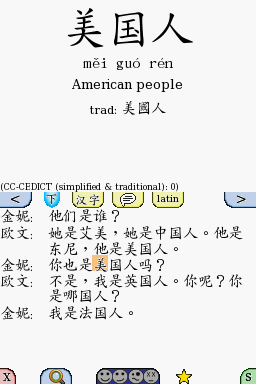 美国人
měi guó rén
American people
trad: 美國人
(CC-CEDICT (simplified & traditional): 0)
< 下 汉字 latin >
金妮: 他们是谁？
欧文: 她是艾美，她是中国人。他是
东尼，他是美国人。
金妮: 你也是美国人吗？
欧文: 不是，我是英国人。你呢？你
是哪国人？
金妮: 我是法国人。
X S